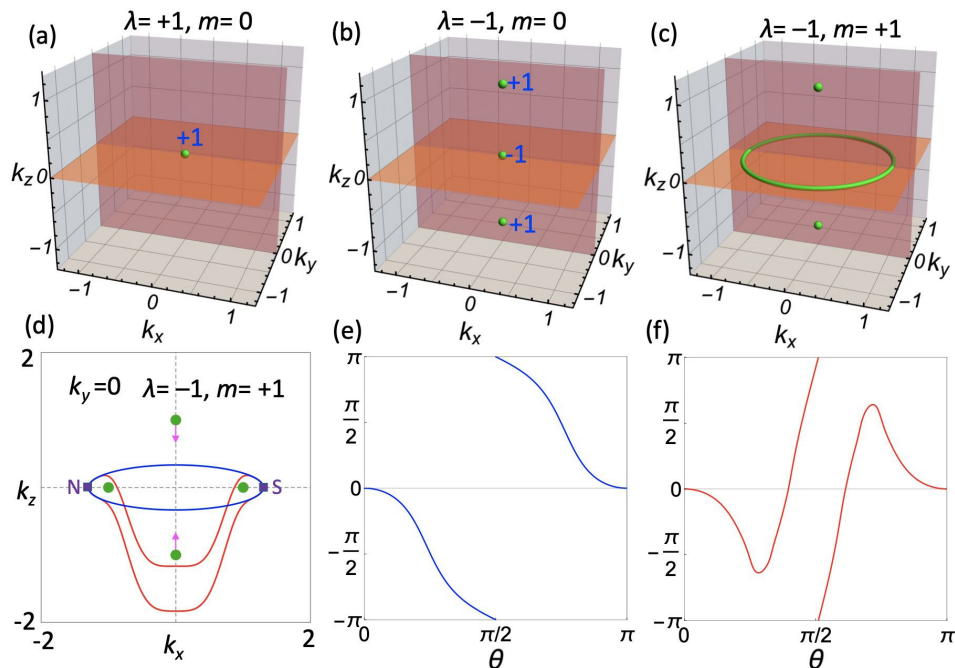 (a) λ= +1, m= 0
+1
1
k_z 0
−1
−1
0
1
k_x
−1
0
1
k_y
(b) λ= −1, m= 0
+1
-1
+1
1
k_z 0
−1
−1
0
1
k_x
−1
0
1
k_y
(c) λ= −1, m= +1
1
k_z 0
−1
−1
0
1
k_x
−1
0
1
k_y
(d)
2
k_y =0 λ= −1, m= +1
k_z
N S
-2
-2 k_x 2
(e)
π
π/2
0
−π/2
−π
0 π/2 π
θ
(f)
π
π/2
0
−π/2
−π
0 π/2 π
θ